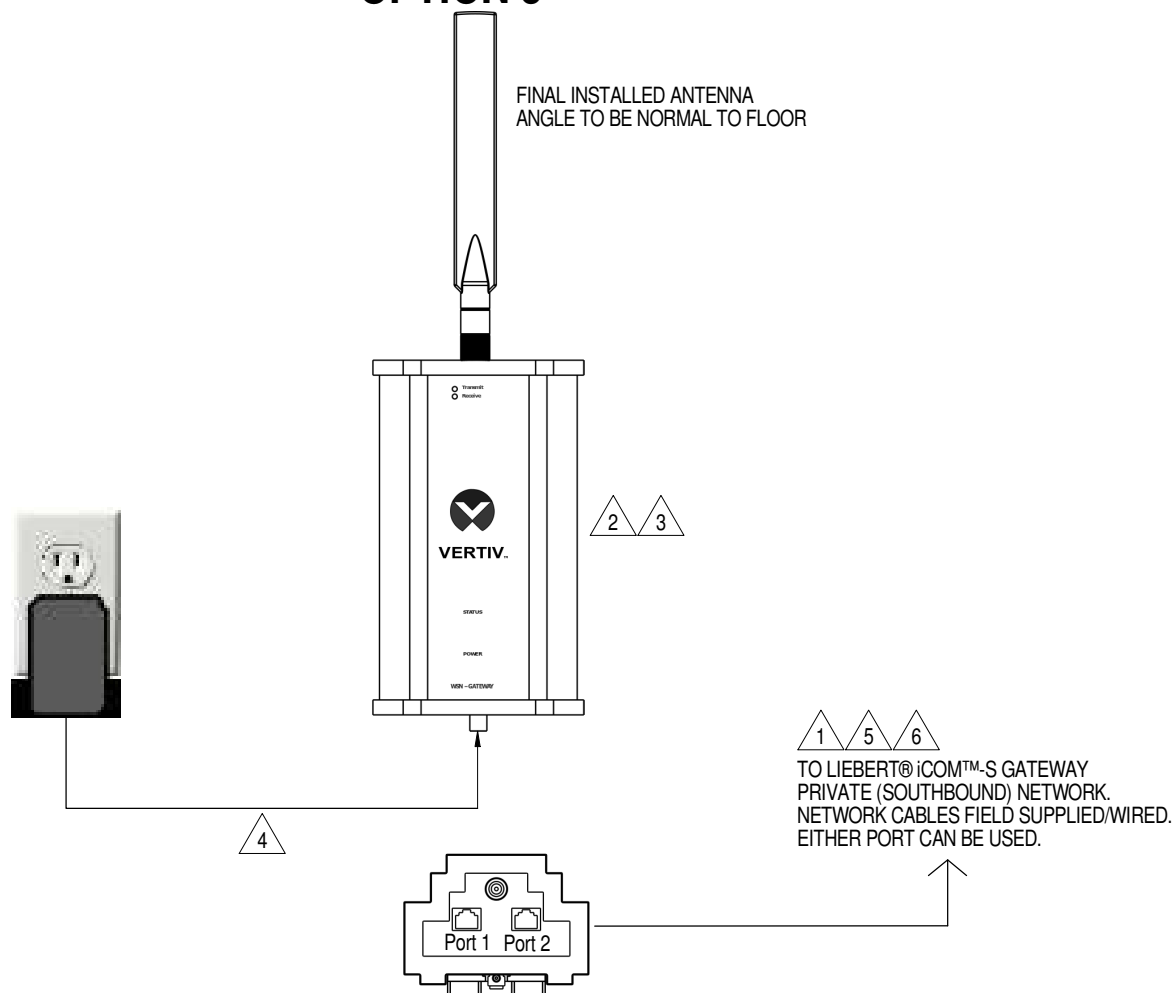 FINAL INSTALLED ANTENNA
ANGLE TO BE NORMAL TO FLOOR
Transmit
Receive
VERTIV™
2 3
STATUS
POWER
WSN – GATEWAY
1 5 6
TO LIEBERT® iCOM™-S GATEWAY
PRIVATE (SOUTHBOUND) NETWORK.
NETWORK CABLES FIELD SUPPLIED/WIRED.
EITHER PORT CAN BE USED.
4
Port 1 Port 2